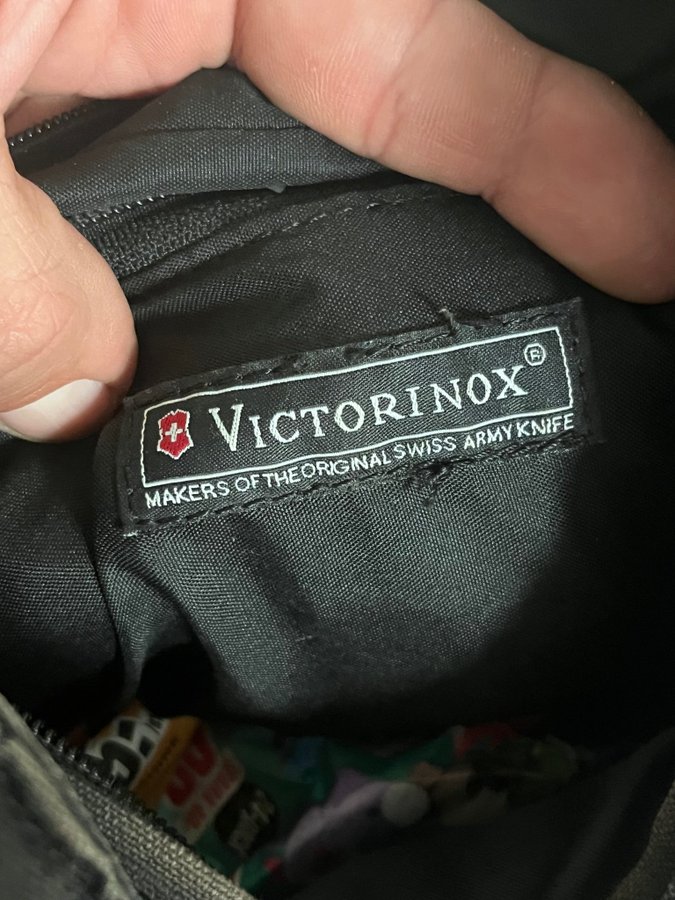 VICTORINOX®
MAKERS OF THE ORIGINAL SWISS ARMY KNIFE